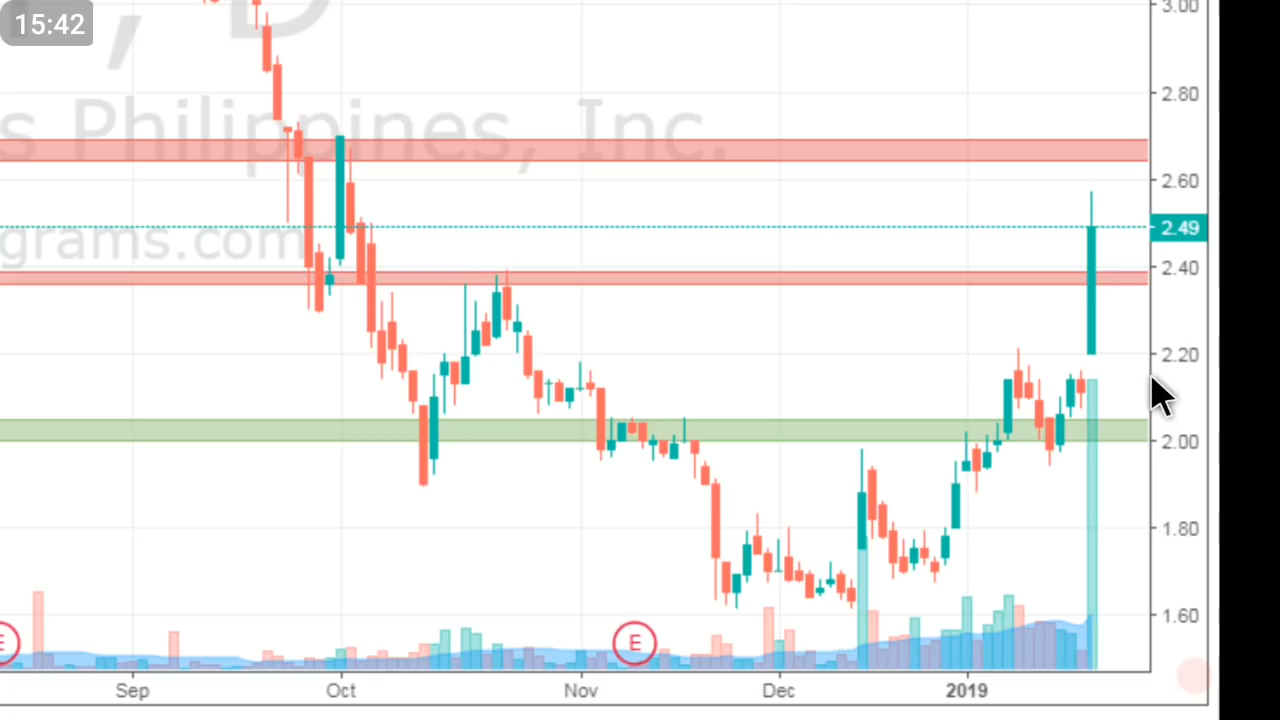 15:42
, D
s Philippines, Inc.
grams.com
3.00
2.80
2.60
2.49
2.40
2.20
2.00
1.80
1.60
E
E
Sep
Oct
Nov
Dec
2019